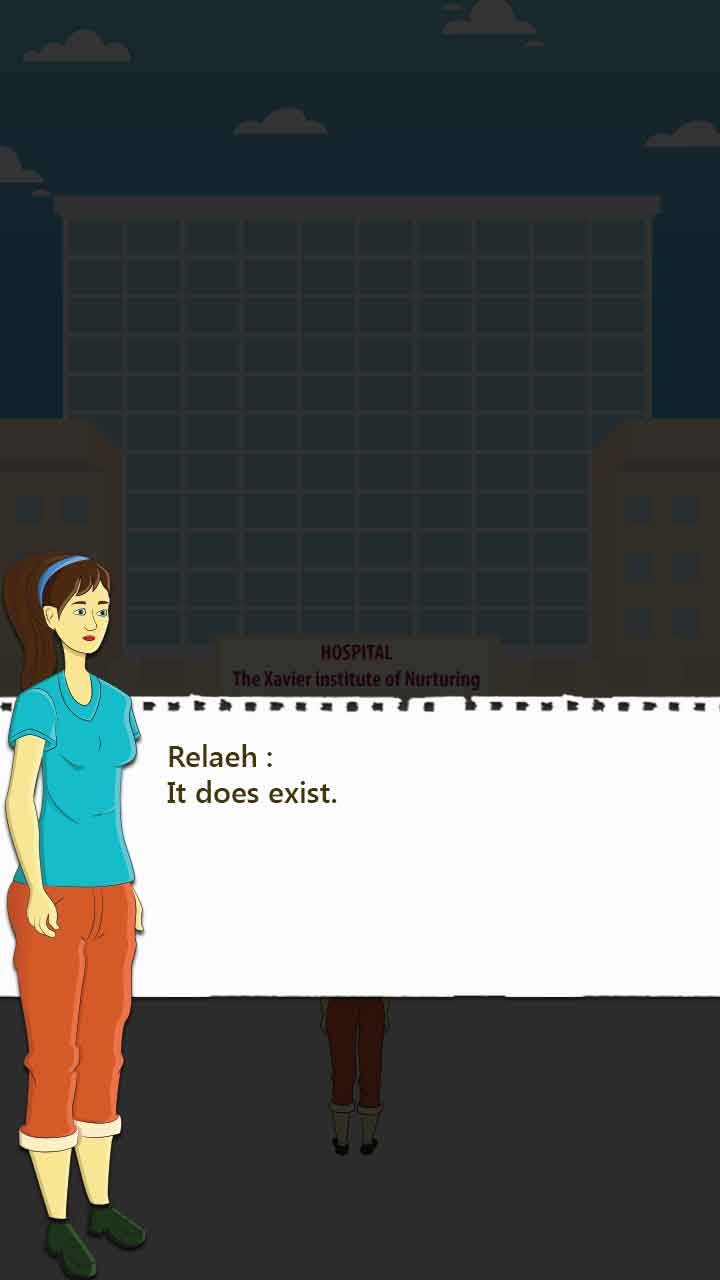 HOSPITAL
The Xavier institute of Nurturing
Relaeh :
It does exist.